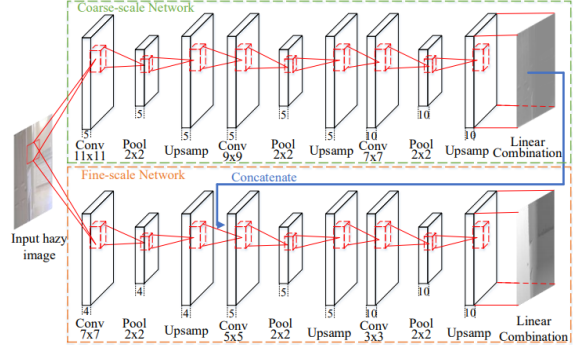 Coarse-scale Network
5 5 5 5 5 5 10 10 10
Conv Pool Upsamp Conv Pool Upsamp Conv Pool Upsamp Linear
11x11 2x2 9x9 2x2 7x7 2x2 Combination
Fine-scale Network
Concatenate
Input hazy
image
4 4 4 5 5 5 10 10 10
Conv Pool Upsamp Conv Pool Upsamp Conv Pool Upsamp Linear
7x7 2x2 5x5 2x2 3x3 2x2 Combination